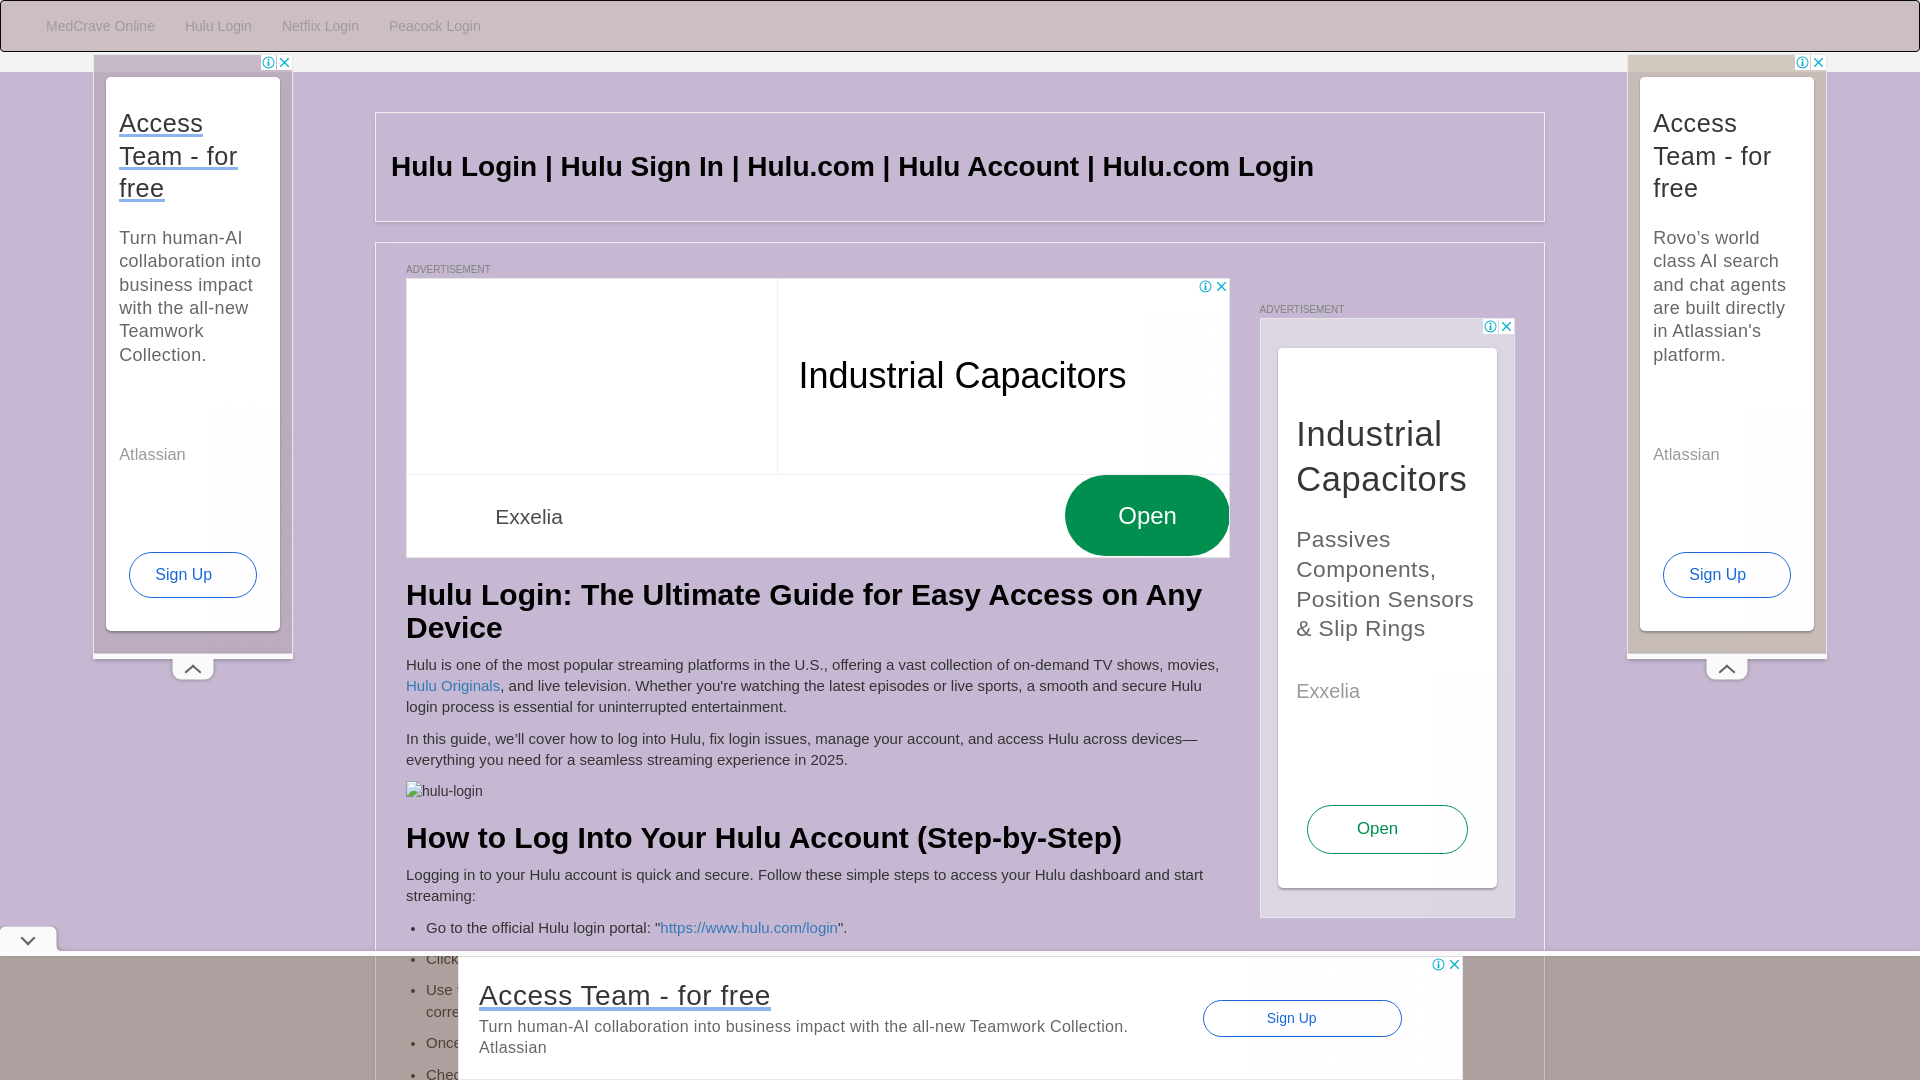 MedCrave Online Hulu Login Netflix Login Peacock Login
Access
Team - for
free
Turn human-AI
collaboration into
business impact
with the all-new
Teamwork
Collection.
Atlassian
Sign Up
Hulu Login | Hulu Sign In | Hulu.com | Hulu Account | Hulu.com Login
ADVERTISEMENT
Industrial Capacitors
Exxelia
Open
Hulu Login: The Ultimate Guide for Easy Access on Any
Device
Hulu is one of the most popular streaming platforms in the U.S., offering a vast collection of on-demand TV shows, movies,
Hulu Originals, and live television. Whether you're watching the latest episodes or live sports, a smooth and secure Hulu
login process is essential for uninterrupted entertainment.
In this guide, we’ll cover how to log into Hulu, fix login issues, manage your account, and access Hulu across devices—
everything you need for a seamless streaming experience in 2025.
hulu-login
How to Log Into Your Hulu Account (Step-by-Step)
Logging in to your Hulu account is quick and secure. Follow these simple steps to access your Hulu dashboard and start
streaming:
• Go to the official Hulu login portal: "https://www.hulu.com/login".
• Click
• Use
corre
• Once
• Chec
ADVERTISEMENT
Industrial
Capacitors
Passives
Components,
Position Sensors
& Slip Rings
Exxelia
Open
Access
Team - for
free
Rovo’s world
class AI search
and chat agents
are built directly
in Atlassian's
platform.
Atlassian
Sign Up
Access Team - for free
Turn human-AI collaboration into business impact with the all-new Teamwork Collection.
Atlassian
Sign Up